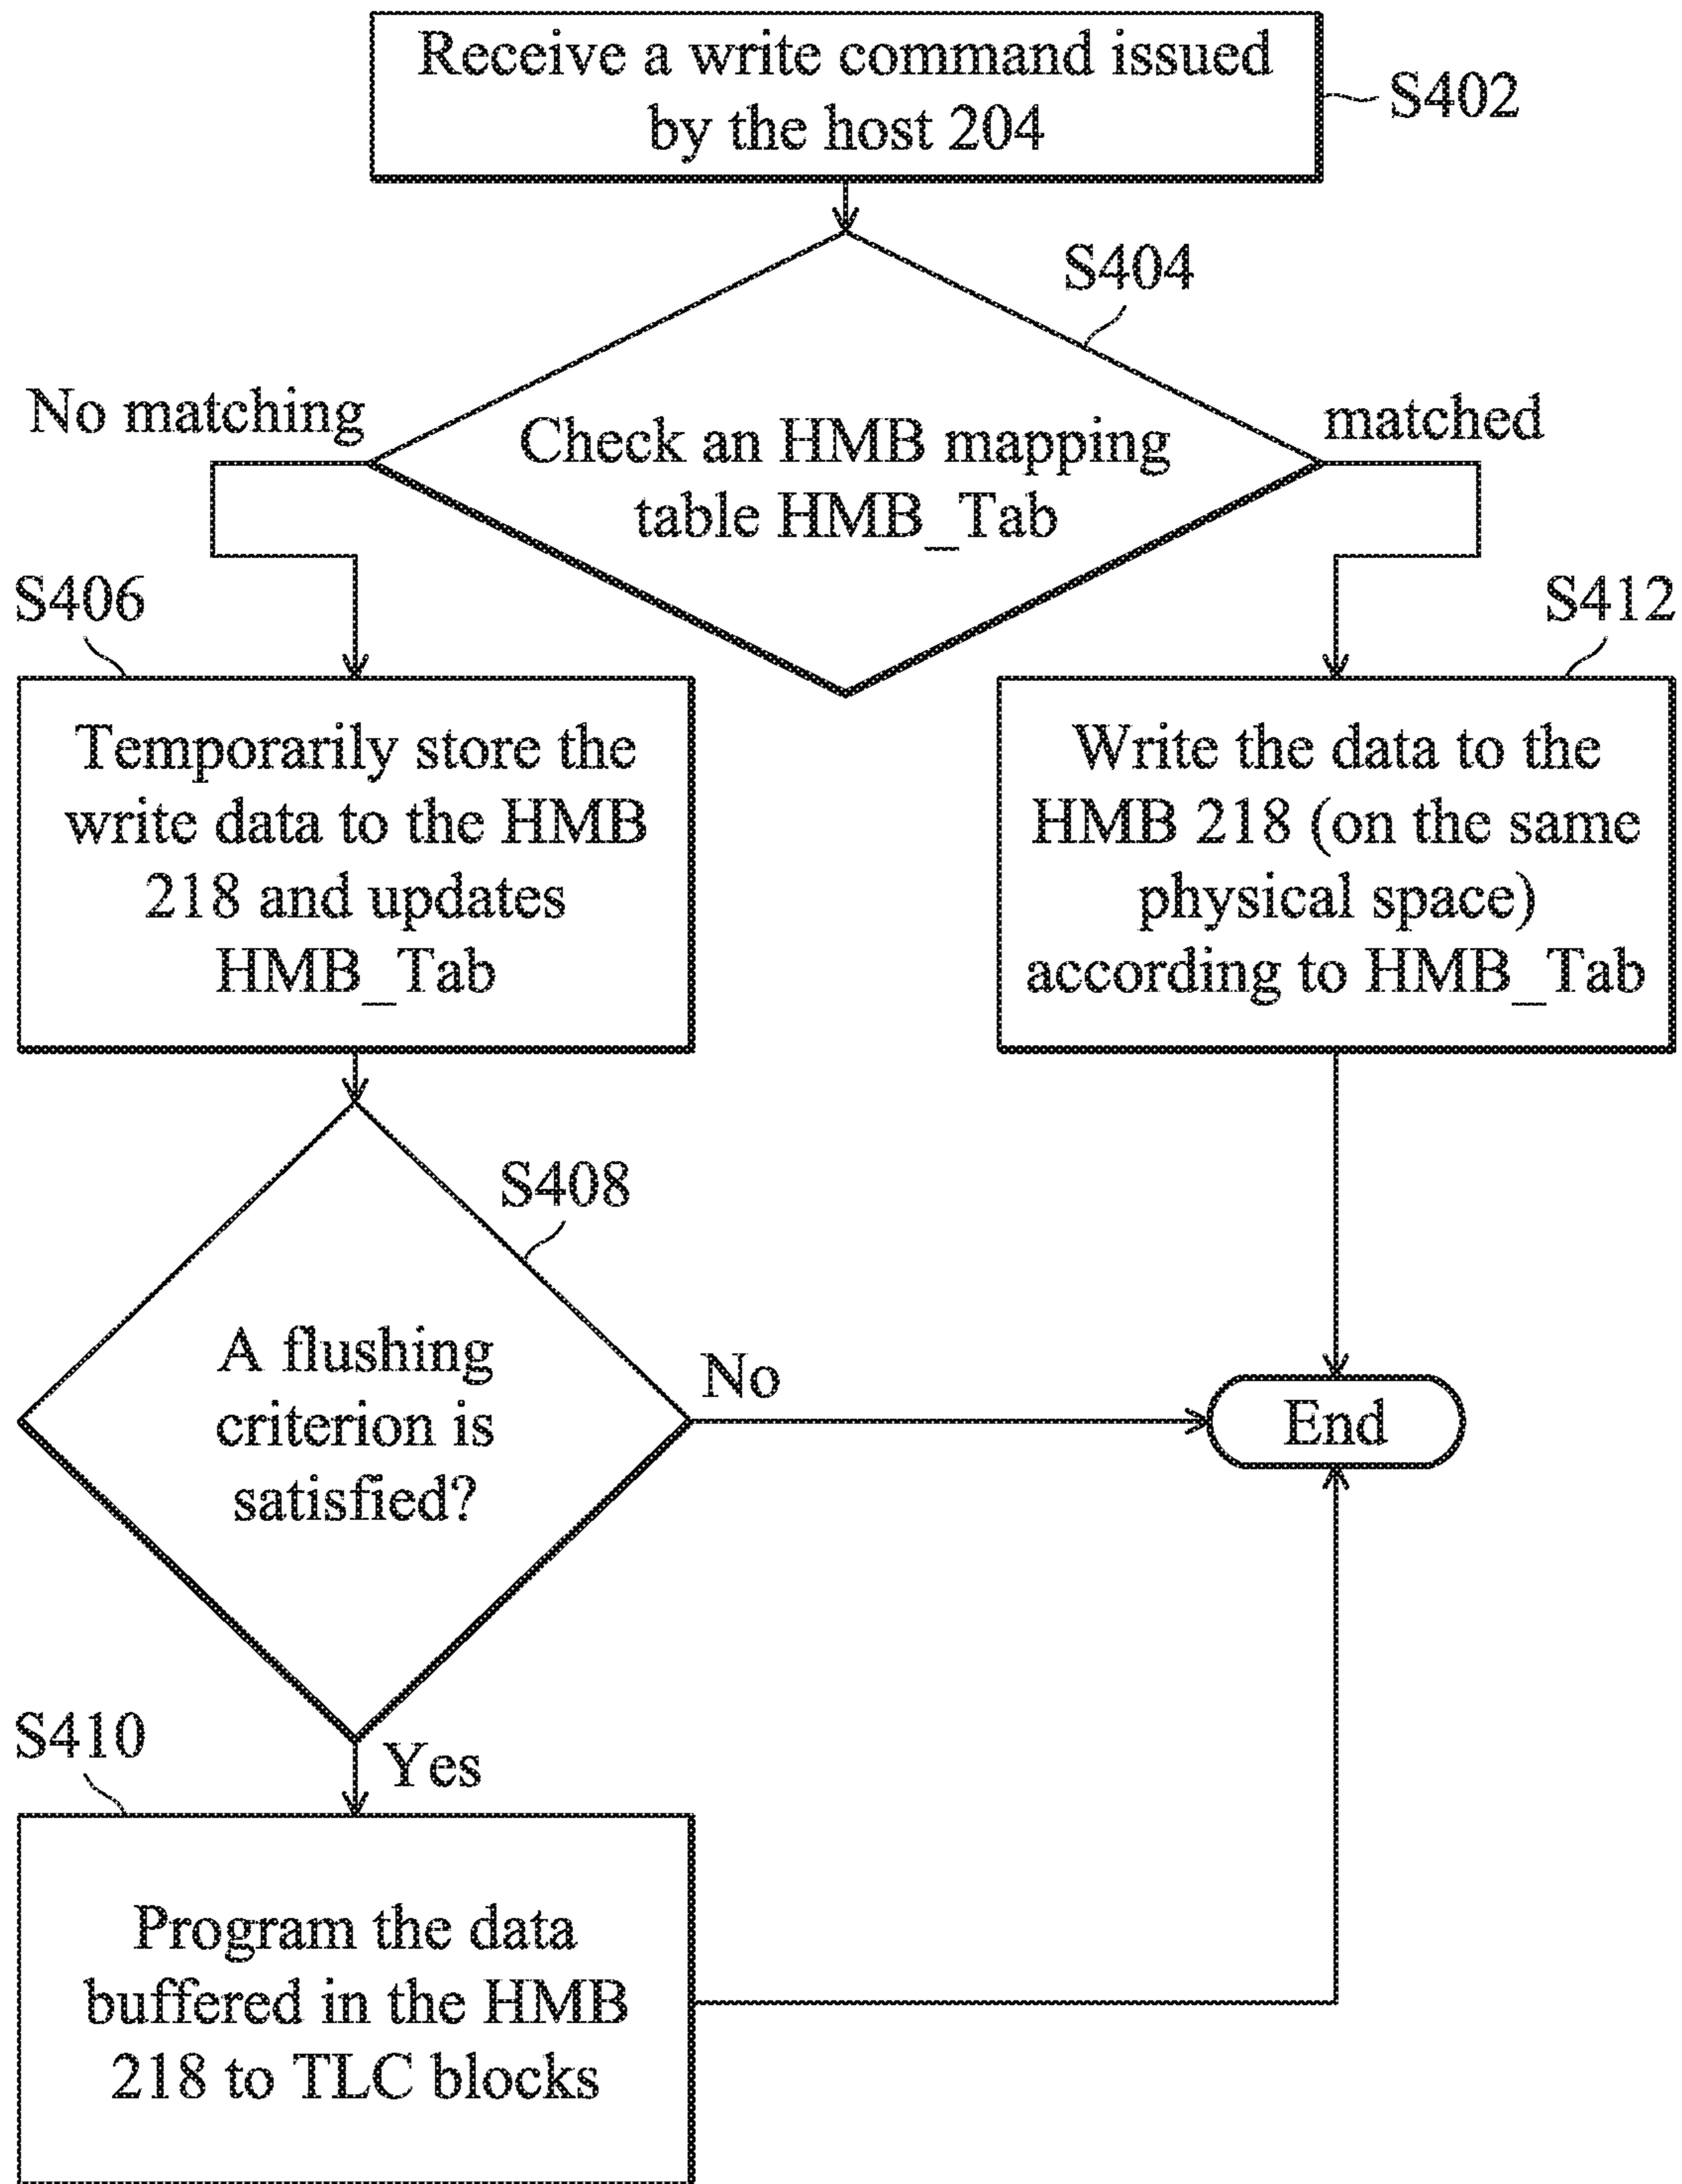 Receive a write command issued
by the host 204
S402
S404
No matching
matched
Check an HMB mapping
table HMB_Tab
S406
S412
Temporarily store the
write data to the HMB
218 and updates
HMB_Tab
Write the data to the
HMB 218 (on the same
physical space)
according to HMB_Tab
S408
A flushing
criterion is
satisfied?
No
End
S410
Yes
Program the data
buffered in the HMB
218 to TLC blocks